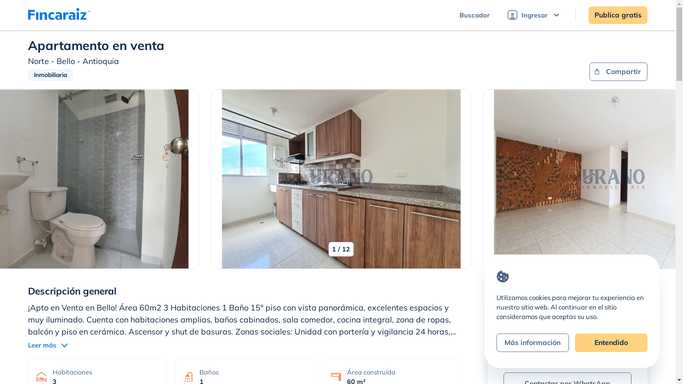 Fincaraiz
Buscador
Ingresar
Publica gratis
Apartamento en venta
Norte - Bello - Antioquia
Inmobiliaria
Compartir
URANO
URANO
1 / 12
Descripción general
¡Apto en Venta en Bello! Área 60m2 3 Habitaciones 1 Baño 15° piso con vista panorámica, excelentes espacios y
muy iluminado. Cuenta con habitaciones amplias, baños cabinados, sala comedor, cocina integral, zona de ropas,
balcón y piso en cerámica. Ascensor y shut de basuras. Zonas sociales: Unidad con portería y vigilancia 24 horas,...
Leer más
Habitaciones
3
Baños
1
Área construida
60 m²
Utilizamos cookies para mejorar tu experiencia en
nuestro sitio web. Al continuar en el sitio
consideramos que aceptas su uso.
Más información
Entendido
Contactar por WhatsApp